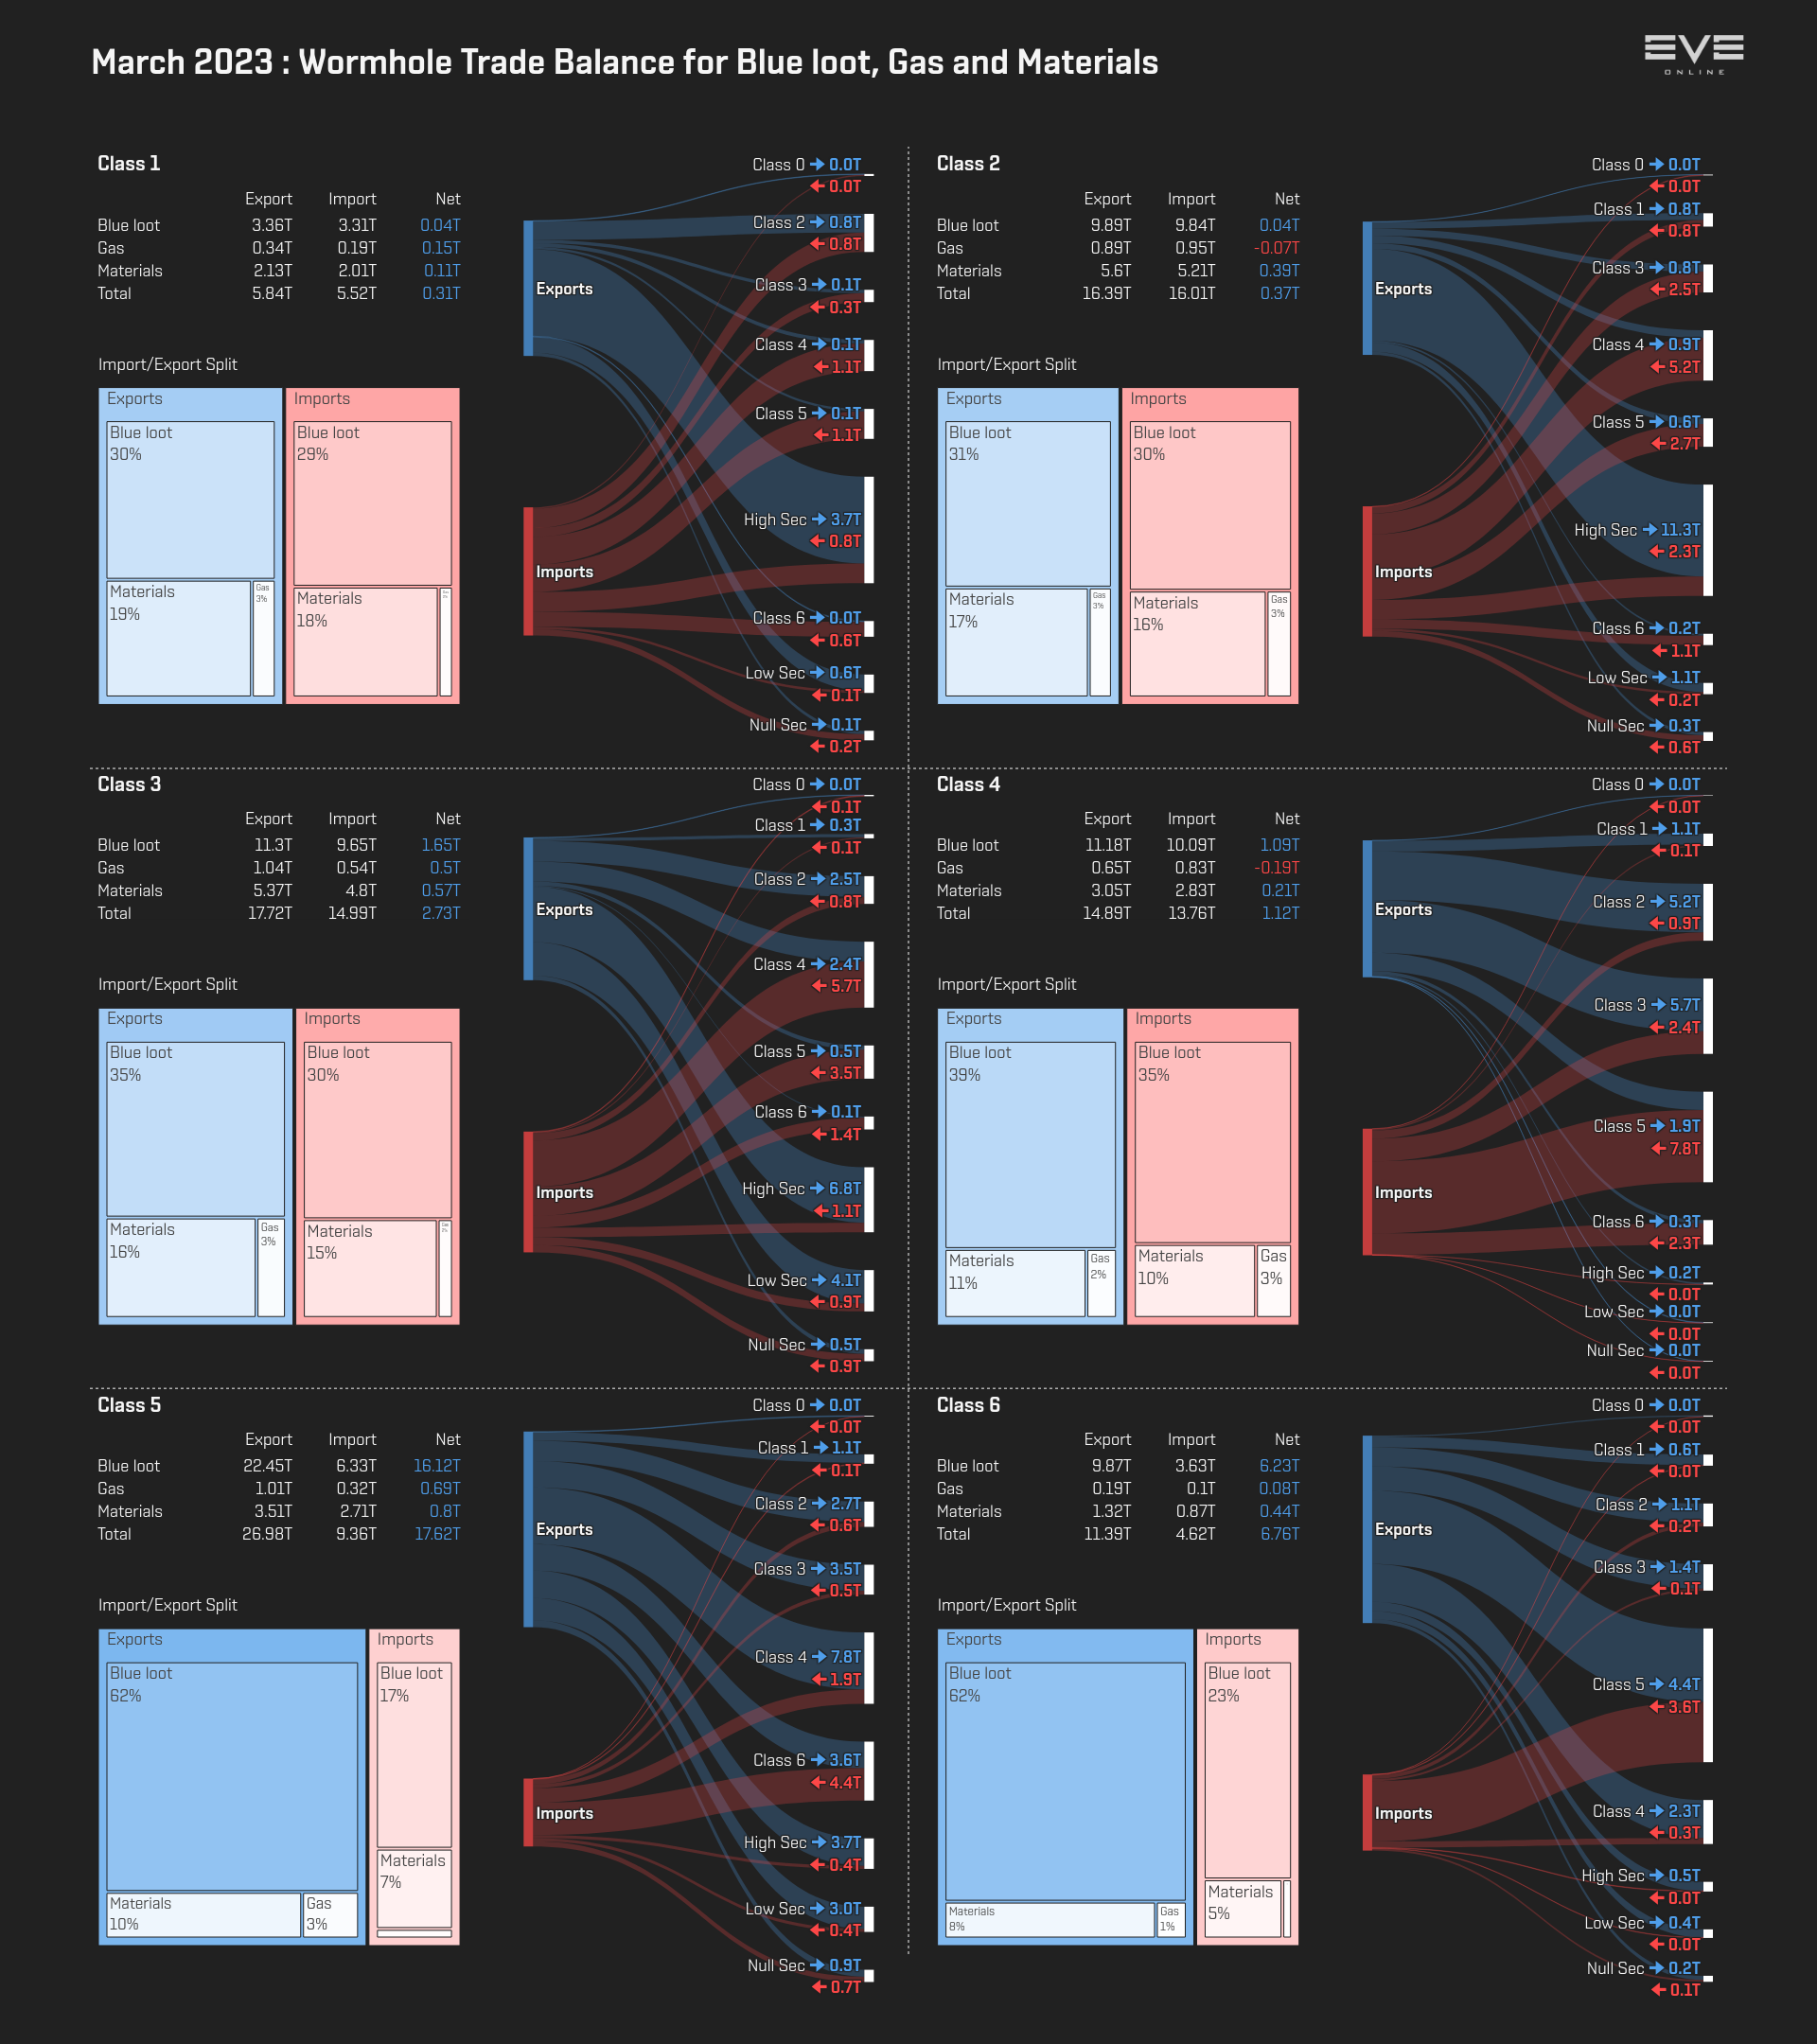 March 2023 : Wormhole Trade Balance for Blue loot, Gas and Materials
EVE
ONLINE
Class 1
Export Import Net
Blue loot 3.36T 3.31T 0.04T
Gas 0.34T 0.19T 0.15T
Materials 2.13T 2.01T 0.11T
Total 5.84T 5.52T 0.31T
Import/Export Split
Exports
Blue loot
30%
Materials
19%
Gas
3%
Imports
Blue loot
29%
Materials
18%
Exports
Imports
Class 0 → 0.0T
← 0.0T
Class 2 → 0.8T
← 0.8T
Class 3 → 0.1T
← 0.3T
Class 4 → 0.1T
← 1.1T
Class 5 → 0.1T
← 1.1T
High Sec → 3.7T
← 0.8T
Class 6 → 0.0T
← 0.6T
Low Sec → 0.6T
← 0.1T
Null Sec → 0.1T
← 0.2T
Class 2
Export Import Net
Blue loot 9.89T 9.84T 0.04T
Gas 0.89T 0.95T -0.07T
Materials 5.6T 5.21T 0.39T
Total 16.39T 16.01T 0.37T
Import/Export Split
Exports
Blue loot
31%
Materials
17%
Gas
3%
Imports
Blue loot
30%
Materials
16%
Gas
3%
Exports
Imports
Class 0 → 0.0T
← 0.0T
Class 1 → 0.8T
← 0.8T
Class 3 → 0.8T
← 2.5T
Class 4 → 0.9T
← 5.2T
Class 5 → 0.6T
← 2.7T
High Sec → 11.3T
← 2.3T
Class 6 → 0.2T
← 1.1T
Low Sec → 1.1T
← 0.2T
Null Sec → 0.3T
← 0.6T
Class 3
Export Import Net
Blue loot 11.3T 9.65T 1.65T
Gas 1.04T 0.54T 0.5T
Materials 5.37T 4.8T 0.57T
Total 17.72T 14.99T 2.73T
Import/Export Split
Exports
Blue loot
35%
Materials
16%
Gas
3%
Imports
Blue loot
30%
Materials
15%
Exports
Imports
Class 0 → 0.0T
← 0.1T
Class 1 → 0.3T
← 0.1T
Class 2 → 2.5T
← 0.8T
Class 4 → 2.4T
← 5.7T
Class 5 → 0.5T
← 3.5T
Class 6 → 0.1T
← 1.4T
High Sec → 6.8T
← 1.1T
Low Sec → 4.1T
← 0.9T
Null Sec → 0.5T
← 0.9T
Class 4
Export Import Net
Blue loot 11.18T 10.09T 1.09T
Gas 0.65T 0.83T -0.19T
Materials 3.05T 2.83T 0.21T
Total 14.89T 13.76T 1.12T
Import/Export Split
Exports
Blue loot
39%
Materials
11%
Gas
2%
Imports
Blue loot
35%
Materials
10%
Gas
3%
Exports
Imports
Class 0 → 0.0T
← 0.0T
Class 1 → 1.1T
← 0.1T
Class 2 → 5.2T
← 0.9T
Class 3 → 5.7T
← 2.4T
Class 5 → 1.9T
← 7.8T
Class 6 → 0.3T
← 2.3T
High Sec → 0.2T
← 0.0T
Low Sec → 0.0T
← 0.0T
Null Sec → 0.0T
← 0.0T
Class 5
Export Import Net
Blue loot 22.45T 6.33T 16.12T
Gas 1.01T 0.32T 0.69T
Materials 3.51T 2.71T 0.8T
Total 26.98T 9.36T 17.62T
Import/Export Split
Exports
Blue loot
62%
Materials
10%
Gas
3%
Imports
Blue loot
17%
Materials
7%
Exports
Imports
Class 0 → 0.0T
← 0.0T
Class 1 → 1.1T
← 0.1T
Class 2 → 2.7T
← 0.6T
Class 3 → 3.5T
← 0.5T
Class 4 → 7.8T
← 1.9T
Class 6 → 3.6T
← 4.4T
High Sec → 3.7T
← 0.4T
Low Sec → 3.0T
← 0.4T
Null Sec → 0.9T
← 0.7T
Class 6
Export Import Net
Blue loot 9.87T 3.63T 6.23T
Gas 0.19T 0.1T 0.08T
Materials 1.32T 0.87T 0.44T
Total 11.39T 4.62T 6.76T
Import/Export Split
Exports
Blue loot
62%
Materials
8%
Gas
1%
Imports
Blue loot
23%
Materials
5%
Exports
Imports
Class 0 → 0.0T
← 0.0T
Class 1 → 0.6T
← 0.0T
Class 2 → 1.1T
← 0.2T
Class 3 → 1.4T
← 0.1T
Class 5 → 4.4T
← 3.6T
Class 4 → 2.3T
← 0.3T
High Sec → 0.5T
← 0.0T
Low Sec → 0.4T
← 0.0T
Null Sec → 0.2T
← 0.1T